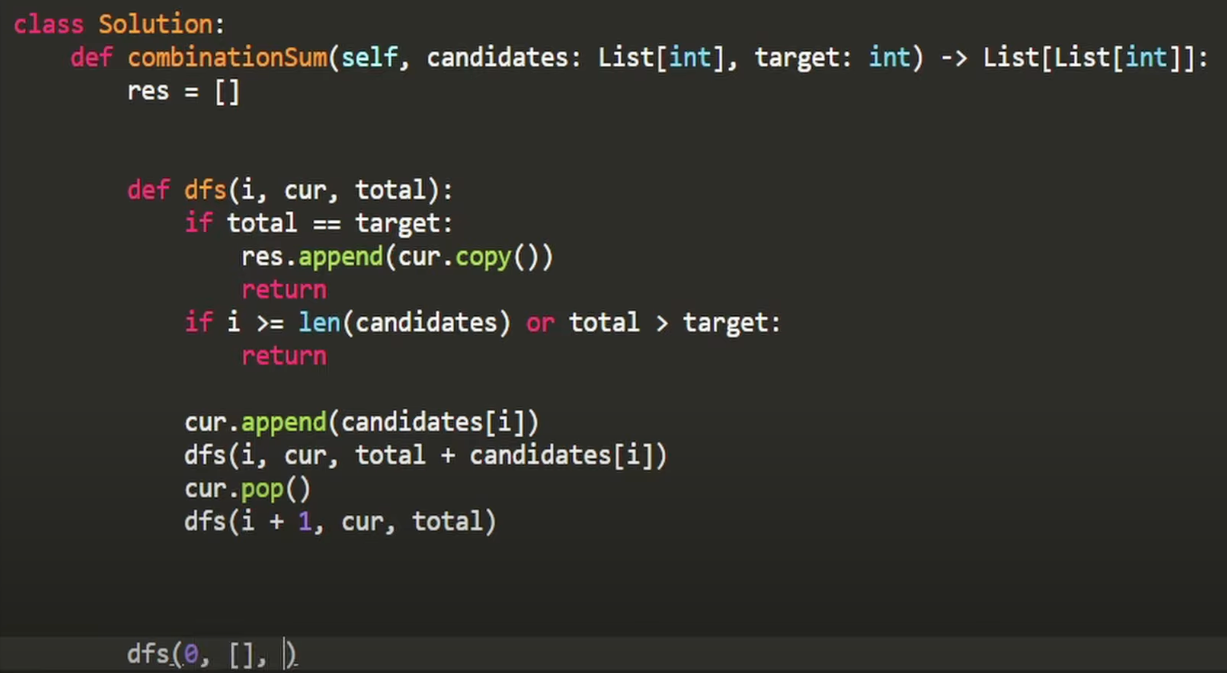 class Solution:
    def combinationSum(self, candidates: List[int], target: int) -> List[List[int]]:
        res = []
        def dfs(i, cur, total):
            if total == target:
                res.append(cur.copy())
                return
            if i >= len(candidates) or total > target:
                return
            cur.append(candidates[i])
            dfs(i, cur, total + candidates[i])
            cur.pop()
            dfs(i + 1, cur, total)
        dfs(0, [], )